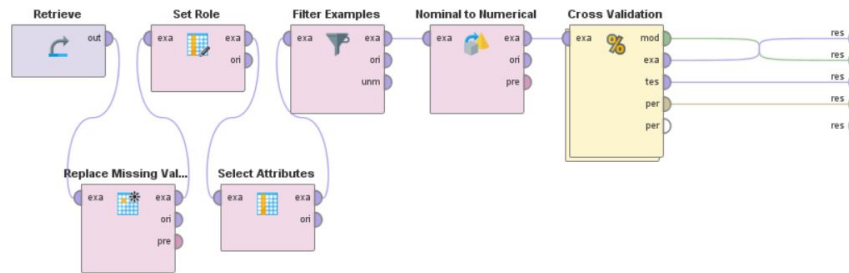 Retrieve
out
Set Role
exa
exa
ori
Filter Examples
exa
exa
ori
unm
Nominal to Numerical
exa
exa
ori
pre
Cross Validation
exa
mod
exa
tes
per
per
res
res
res
res
res
Replace Missing Val...
exa
exa
ori
pre
Select Attributes
exa
exa
ori